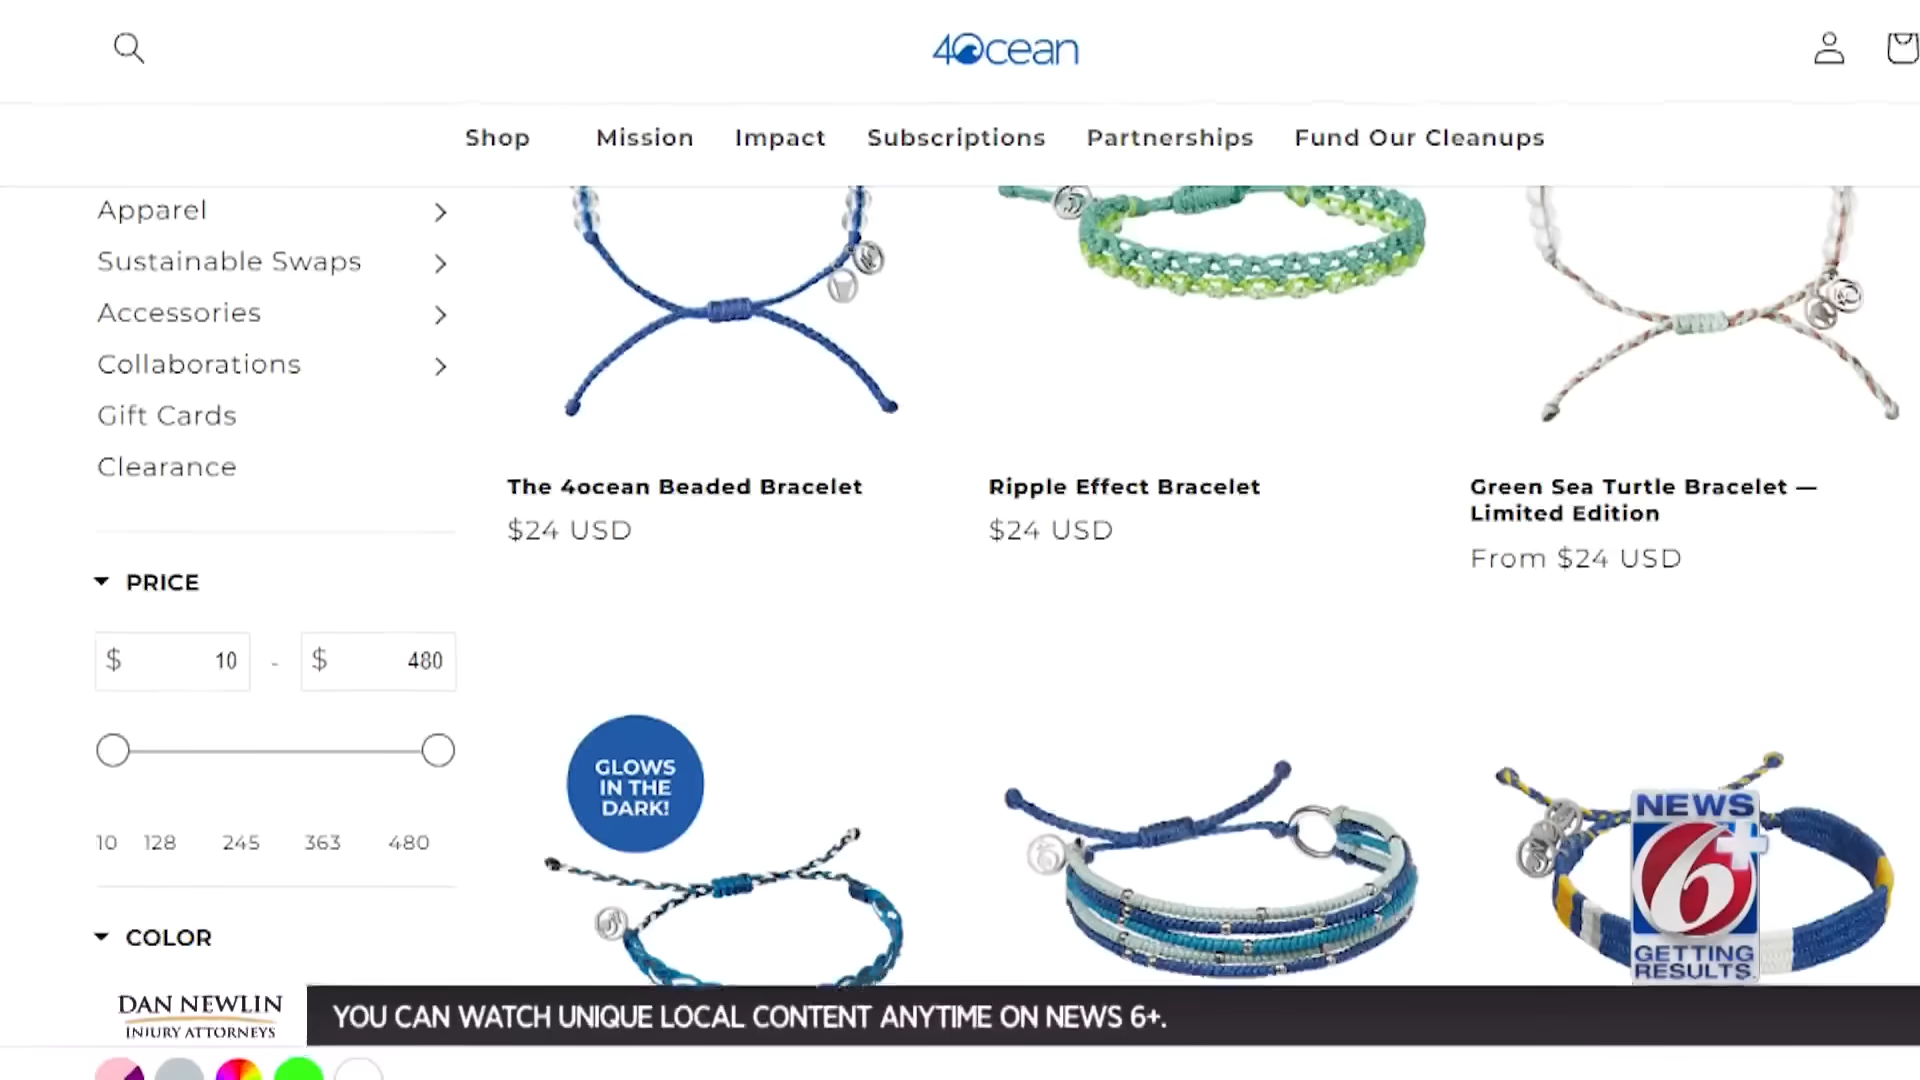 4Ocean
Shop Mission Impact Subscriptions Partnerships Fund Our Cleanups
Apparel
Sustainable Swaps
Accessories
Collaborations
Gift Cards
Clearance
The 4ocean Beaded Bracelet
$24 USD
Ripple Effect Bracelet
$24 USD
Green Sea Turtle Bracelet —
Limited Edition
From $24 USD
PRICE
$ 10 - $ 480
10 128 245 363 480
COLOR
GLOWS
IN THE
DARK!
NEWS
6+
GETTING
RESULTS.
DAN NEWLIN
INJURY ATTORNEYS
YOU CAN WATCH UNIQUE LOCAL CONTENT ANYTIME ON NEWS 6+.